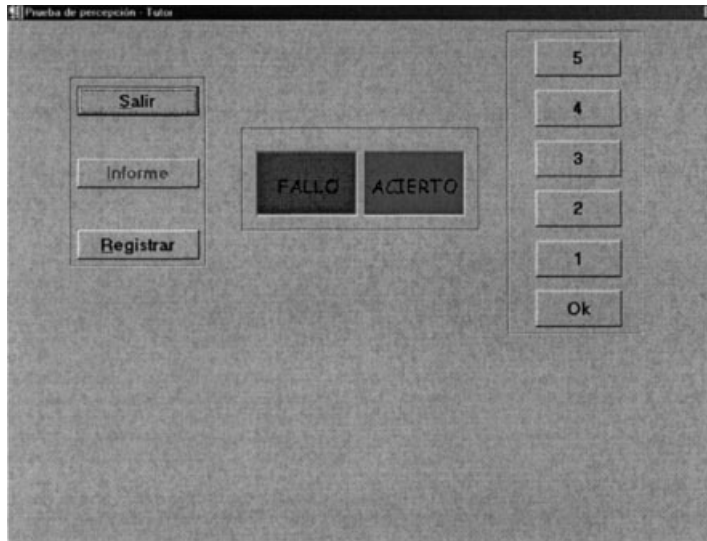 Prueba de percepción - Tutor
Salir
Informe
Registrar
FALLO
ACIERTO
5
4
3
2
1
Ok